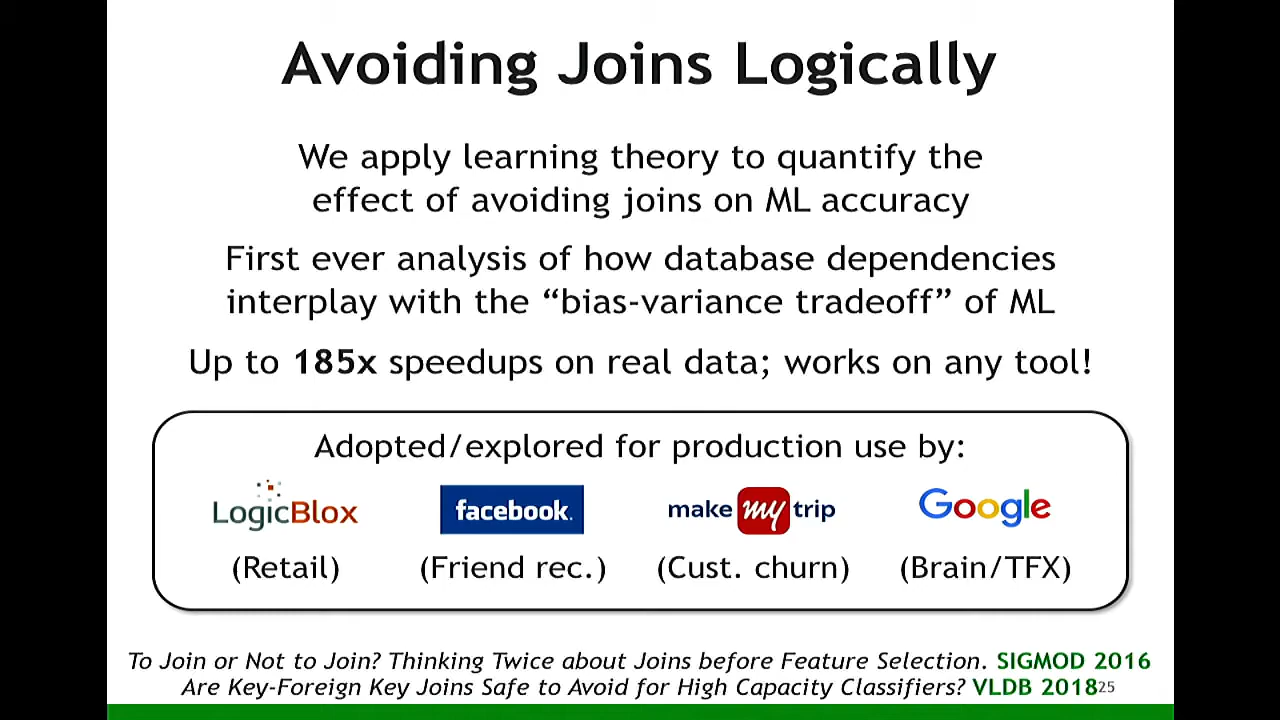 Avoiding Joins Logically
We apply learning theory to quantify the
effect of avoiding joins on ML accuracy
First ever analysis of how database dependencies
interplay with the “bias-variance tradeoff” of ML
Up to 185x speedups on real data; works on any tool!
Adopted/explored for production use by:
LogicBlox facebook. make my trip Google
(Retail) (Friend rec.) (Cust. churn) (Brain/TFX)
To Join or Not to Join? Thinking Twice about Joins before Feature Selection. SIGMOD 2016
Are Key-Foreign Key Joins Safe to Avoid for High Capacity Classifiers? VLDB 2018 25